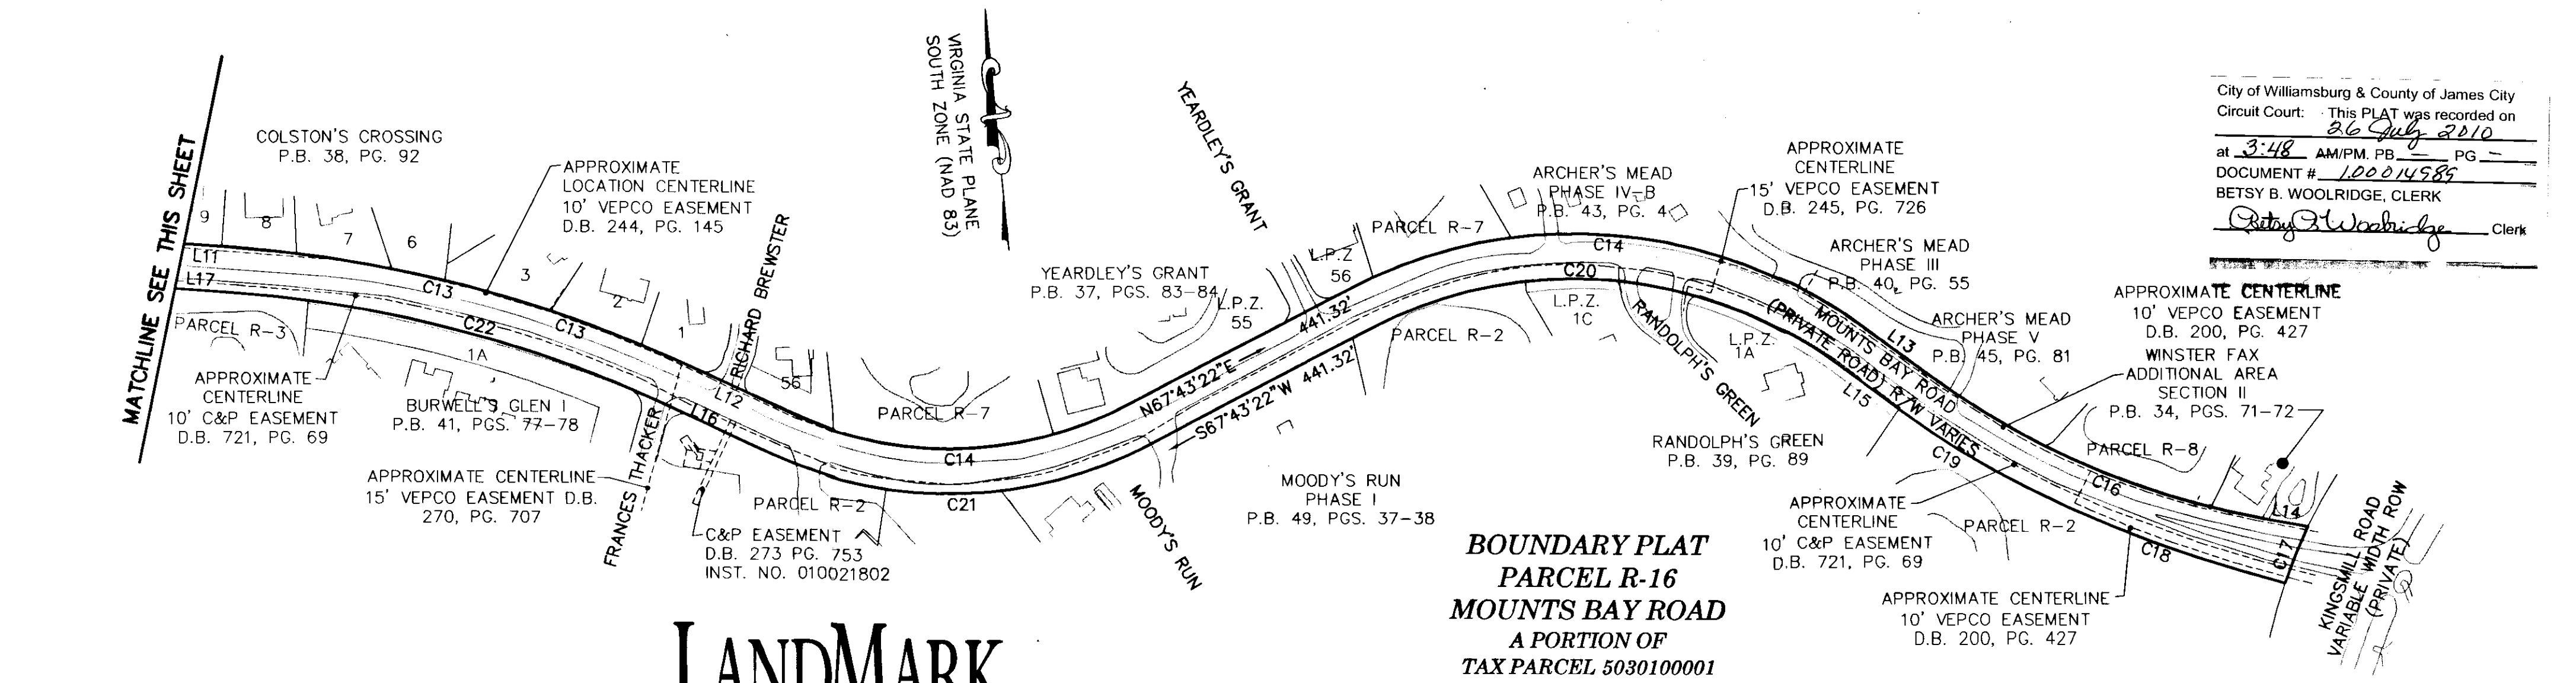 MATCHLINE SEE THIS SHEET
COLSTON'S CROSSING
P.B. 38, PG. 92
9
8
7
6
3
2
1
L11
L17
C13
C13
C22
APPROXIMATE
LOCATION CENTERLINE
10' VEPCO EASEMENT
D.B. 244, PG. 145
RICHARD BREWSTER
PARCEL R-3
1A
APPROXIMATE
CENTERLINE
10' C&P EASEMENT
D.B. 721, PG. 69
BURWELL'S GLEN I
P.B. 41, PGS. 77-78
APPROXIMATE CENTERLINE
15' VEPCO EASEMENT D.B.
270, PG. 707
FRANCES THACKER
L12
L16
56
C&P EASEMENT
D.B. 273 PG. 753
INST. NO. 010021802
PARCEL R-2
VIRGINIA STATE PLANE
SOUTH ZONE (NAD 83)
PARCEL R-7
C14
C21
YEARDLEY'S GRANT
YEARDLEY'S GRANT
P.B. 37, PGS. 83-84
L.P.Z.
55
L.P.Z
56
N67°43'22"E
441.32'
S67°43'22"W 441.32'
MOODY'S RUN
MOODY'S RUN
PHASE I
P.B. 49, PGS. 37-38
PARCEL R-7
ARCHER'S MEAD
PHASE IV-B
P.B. 43, PG. 4
C14
C20
PARCEL R-2
L.P.Z.
1C
RANDOLPH'S GREEN
L.P.Z.
1A
RANDOLPH'S GREEN
P.B. 39, PG. 89
APPROXIMATE
CENTERLINE
15' VEPCO EASEMENT
D.B. 245, PG. 726
ARCHER'S MEAD
PHASE III
P.B. 40, PG. 55
MOUNTS BAY ROAD
(PRIVATE ROAD) R/W VARIES
L13
L15
ARCHER'S MEAD
PHASE V
P.B. 45, PG. 81
APPROXIMATE CENTERLINE
10' VEPCO EASEMENT
D.B. 200, PG. 427
WINSTER FAX
ADDITIONAL AREA
SECTION II
P.B. 34, PGS. 71-72
PARCEL R-8
C19
C16
L14
C17
C18
APPROXIMATE
CENTERLINE
10' C&P EASEMENT
D.B. 721, PG. 69
PARCEL R-2
APPROXIMATE CENTERLINE
10' VEPCO EASEMENT
D.B. 200, PG. 427
KINGSMILL ROAD
VARIABLE WIDTH ROW
(PRIVATE)
City of Williamsburg & County of James City
Circuit Court: This PLAT was recorded on
26 July 2010
at 3:48 AM/PM. PB — PG —
DOCUMENT # 100014989
BETSY B. WOOLRIDGE, CLERK
Betsy B Woolridge Clerk
BOUNDARY PLAT
PARCEL R-16
MOUNTS BAY ROAD
A PORTION OF
TAX PARCEL 5030100001
LANDMARK